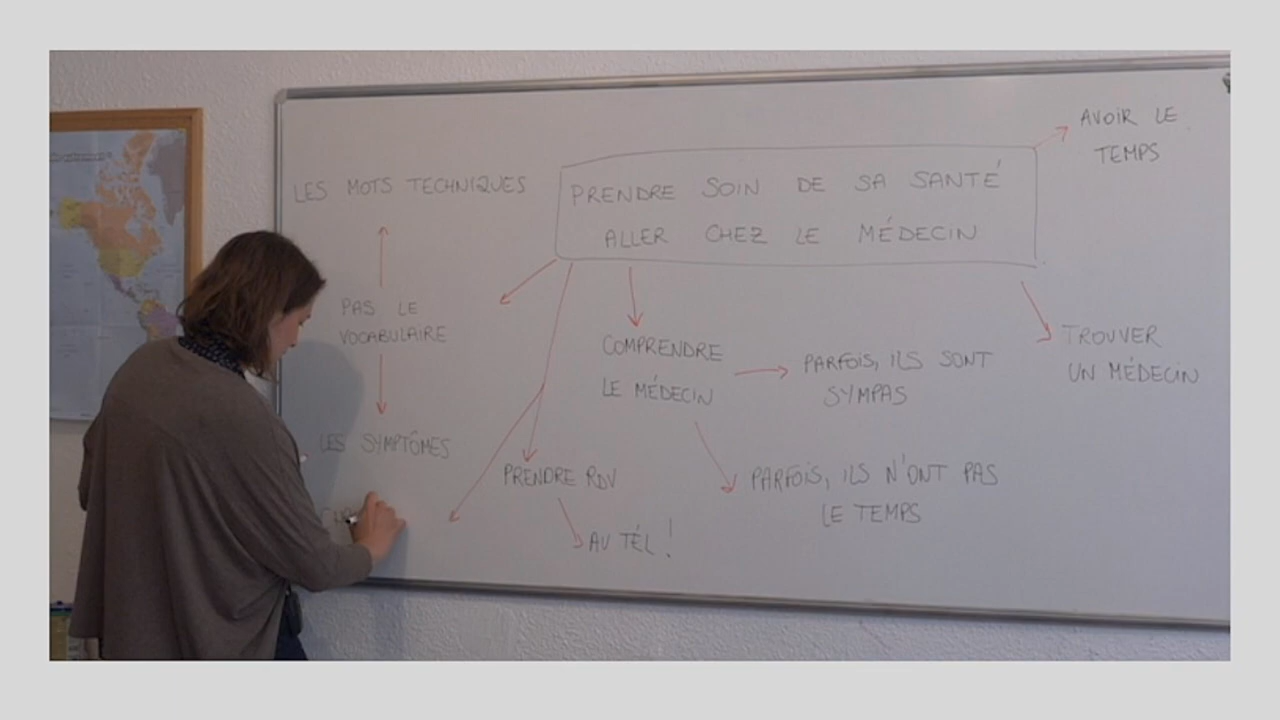 AVOIR LE
TEMPS
LES MOTS TECHNIQUES
PRENDRE SOIN DE SA SANTÉ
ALLER CHEZ LE MÉDECIN
PAS LE
VOCABULAIRE
COMPRENDRE
LE MÉDECIN
PARFOIS, ILS SONT
SYMPAS
TROUVER
UN MÉDECIN
LES SYMPTÔMES
PRENDRE RDV
PARFOIS, ILS N'ONT PAS
LE TEMPS
AU TÉL !